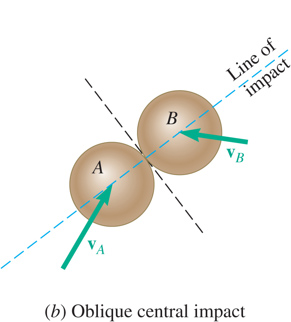 Line of
impact
B
A
v_B
v_A
(b) Oblique central impact